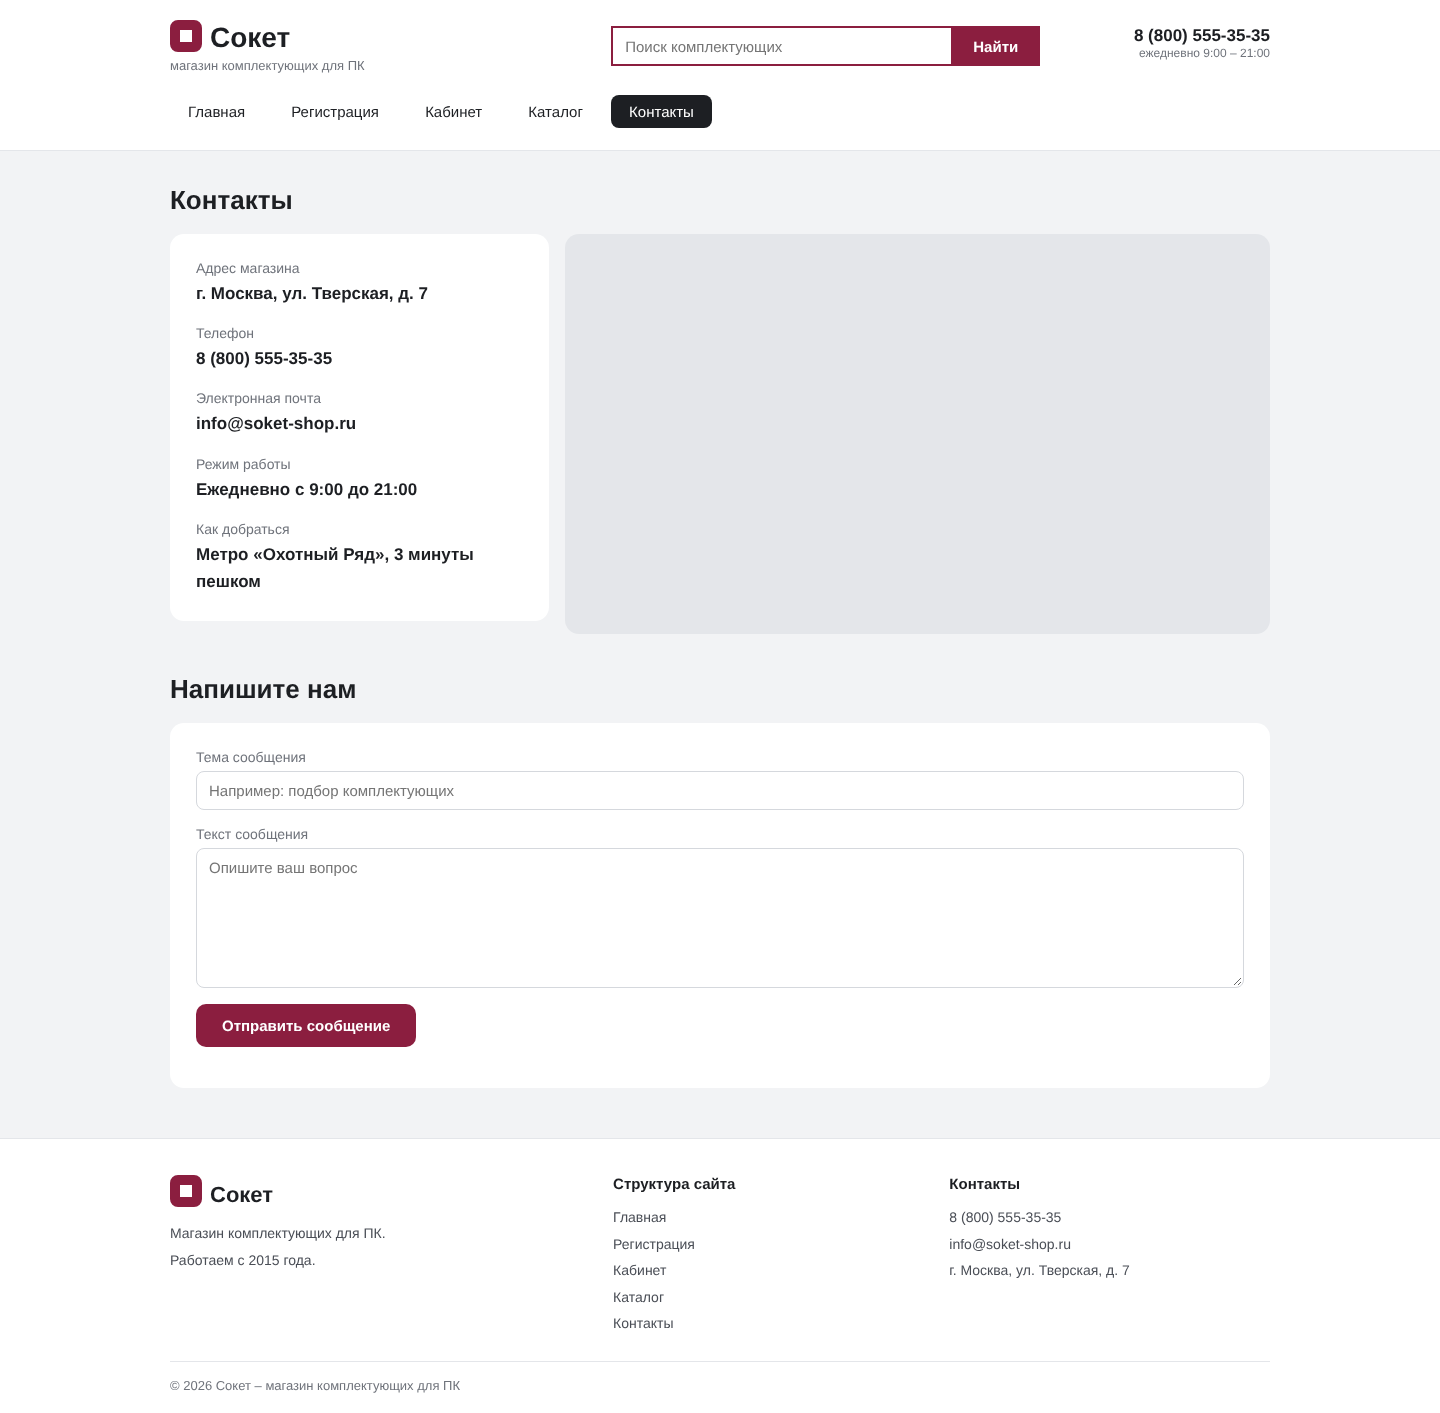 Сокет
магазин комплектующих для ПК
Поиск комплектующих
Найти
8 (800) 555-35-35
ежедневно 9:00 – 21:00
Главная
Регистрация
Кабинет
Каталог
Контакты
Контакты
Адрес магазина
г. Москва, ул. Тверская, д. 7
Телефон
8 (800) 555-35-35
Электронная почта
info@soket-shop.ru
Режим работы
Ежедневно с 9:00 до 21:00
Как добраться
Метро «Охотный Ряд», 3 минуты
пешком
Напишите нам
Тема сообщения
Например: подбор комплектующих
Текст сообщения
Опишите ваш вопрос
Отправить сообщение
Сокет
Магазин комплектующих для ПК.
Работаем с 2015 года.
Структура сайта
Главная
Регистрация
Кабинет
Каталог
Контакты
Контакты
8 (800) 555-35-35
info@soket-shop.ru
г. Москва, ул. Тверская, д. 7
© 2026 Сокет – магазин комплектующих для ПК